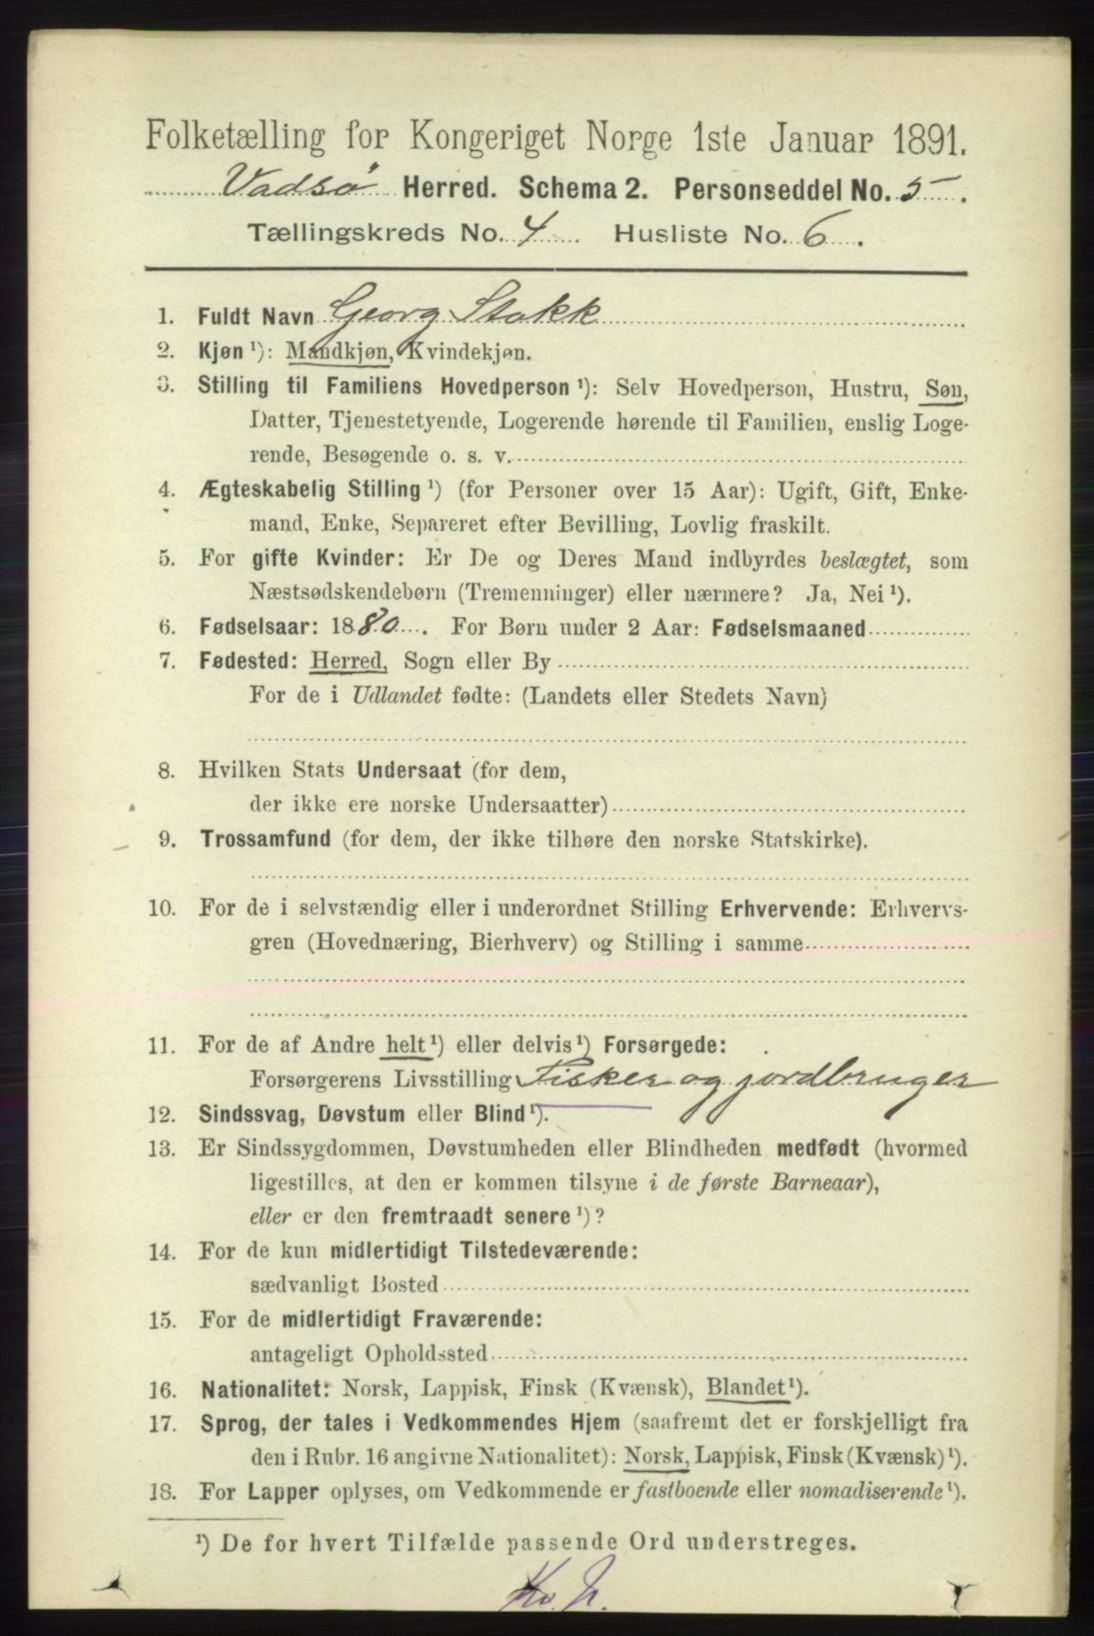 Folketælling for Kongeriget Norge 1ste Januar 1891.
Vadsø Herred. Schema 2. Personseddel No. 5.
Tællingskreds No. 4 Husliste No. 6.
1. Fuldt Navn Georg Stokk
2. Kjøn ¹): Mandkjøn, Kvindekjøn.
3. Stilling til Familiens Hovedperson ¹): Selv Hovedperson, Hustru, Søn,
Datter, Tjenestetyende, Logerende hørende til Familien, enslig Loge-
rende, Besøgende o. s. v.
4. Ægteskabelig Stilling ¹) (for Personer over 15 Aar): Ugift, Gift, Enke-
mand, Enke, Separeret efter Bevilling, Lovlig fraskilt.
5. For gifte Kvinder: Er De og Deres Mand indbyrdes beslægtet, som
Næstsødskendebørn (Tremenninger) eller nærmere? Ja, Nei ¹).
6. Fødselsaar: 1880. For Børn under 2 Aar: Fødselsmaaned
7. Fødested: Herred, Sogn eller By
For de i Udlandet fødte: (Landets eller Stedets Navn)
8. Hvilken Stats Undersaat (for dem,
der ikke ere norske Undersaatter)
9. Trossamfund (for dem, der ikke tilhøre den norske Statskirke).
10. For de i selvstændig eller i underordnet Stilling Erhvervende: Erhvervs-
gren (Hovednæring, Bierhverv) og Stilling i samme
11. For de af Andre helt ¹) eller delvis ¹) Forsørgede:
Forsørgerens Livsstilling Fisker og jordbruger
12. Sindssvag, Døvstum eller Blind ¹).
13. Er Sindssygdommen, Døvstumheden eller Blindheden medfødt (hvormed
ligestilles, at den er kommen tilsyne i de første Barneaar),
eller er den fremtraadt senere ¹)?
14. For de kun midlertidigt Tilstedeværende:
sædvanligt Bosted
15. For de midlertidigt Fraværende:
antageligt Opholdssted
16. Nationalitet: Norsk, Lappisk, Finsk (Kvænsk), Blandet ¹).
17. Sprog, der tales i Vedkommendes Hjem (saafremt det er forskjelligt fra
den i Rubr. 16 angivne Nationalitet): Norsk, Lappisk, Finsk (Kvænsk) ¹).
18. For Lapper oplyses, om Vedkommende er fastboende eller nomadiserende ¹).
¹) De for hvert Tilfælde passende Ord understreges.
Kv. N.